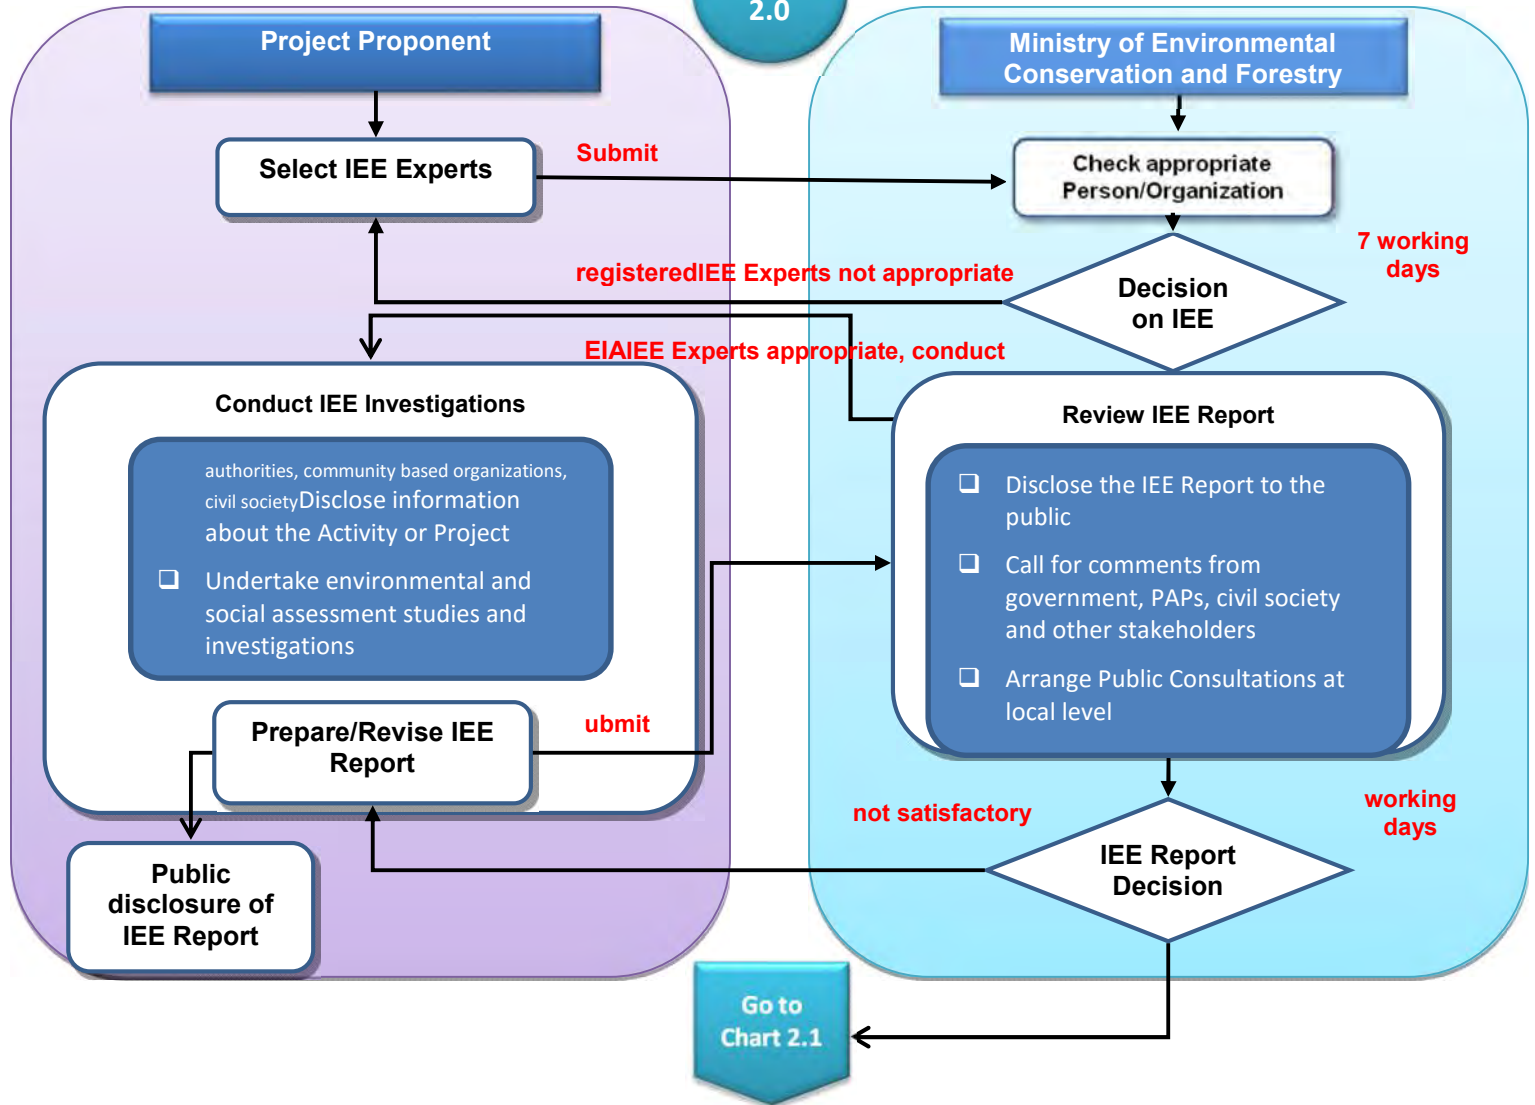 2.0
Project Proponent
Ministry of Environmental
Conservation and Forestry
Select IEE Experts
Submit
Check appropriate
Person/Organization
7 working
days
registeredIEE Experts not appropriate
Decision
on IEE
EIAIEE Experts appropriate, conduct
Conduct IEE Investigations
authorities, community based organizations,
civil societyDisclose information
about the Activity or Project
Undertake environmental and
social assessment studies and
investigations
Review IEE Report
Disclose the IEE Report to the
public
Call for comments from
government, PAPs, civil society
and other stakeholders
Arrange Public Consultations at
local level
Prepare/Revise IEE
Report
ubmit
not satisfactory
working
days
IEE Report
Decision
Public
disclosure of
IEE Report
Go to
Chart 2.1